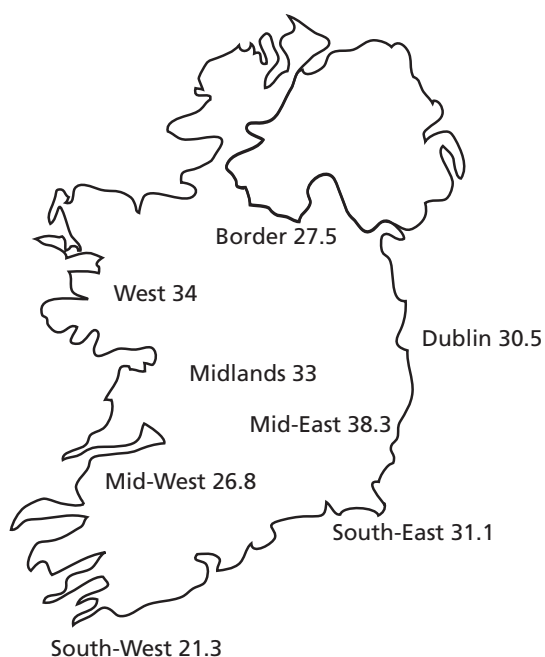 Border 27.5
West 34
Dublin 30.5
Midlands 33
Mid-East 38.3
Mid-West 26.8
South-East 31.1
South-West 21.3